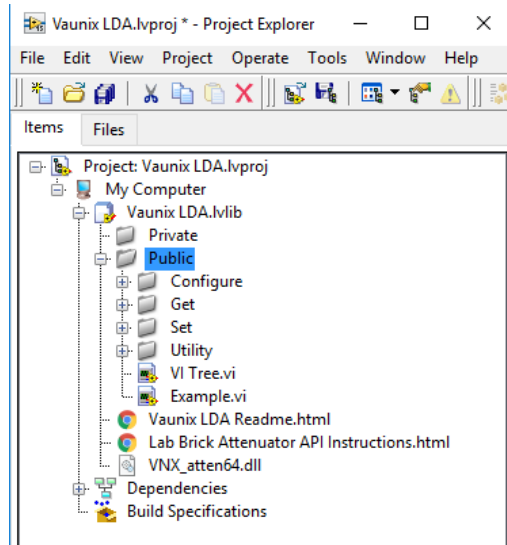 Vaunix LDA.lvproj * - Project Explorer
File Edit View Project Operate Tools Window Help
Items Files
Project: Vaunix LDA.lvproj
My Computer
Vaunix LDA.lvlib
Private
Public
Configure
Get
Set
Utility
VI Tree.vi
Example.vi
Vaunix LDA Readme.html
Lab Brick Attenuator API Instructions.html
VNX_atten64.dll
Dependencies
Build Specifications